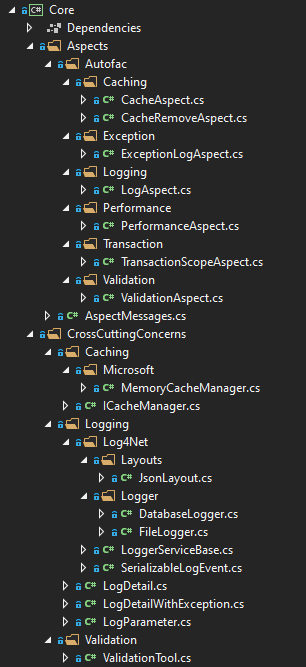 C# Core
Dependencies
Aspects
Autofac
Caching
C# CacheAspect.cs
C# CacheRemoveAspect.cs
Exception
C# ExceptionLogAspect.cs
Logging
C# LogAspect.cs
Performance
C# PerformanceAspect.cs
Transaction
C# TransactionScopeAspect.cs
Validation
C# ValidationAspect.cs
C# AspectMessages.cs
CrossCuttingConcerns
Caching
Microsoft
C# MemoryCacheManager.cs
C# ICacheManager.cs
Logging
Log4Net
Layouts
C# JsonLayout.cs
Logger
C# DatabaseLogger.cs
C# FileLogger.cs
C# LoggerServiceBase.cs
C# SerializableLogEvent.cs
C# LogDetail.cs
C# LogDetailWithException.cs
C# LogParameter.cs
Validation
C# ValidationTool.cs